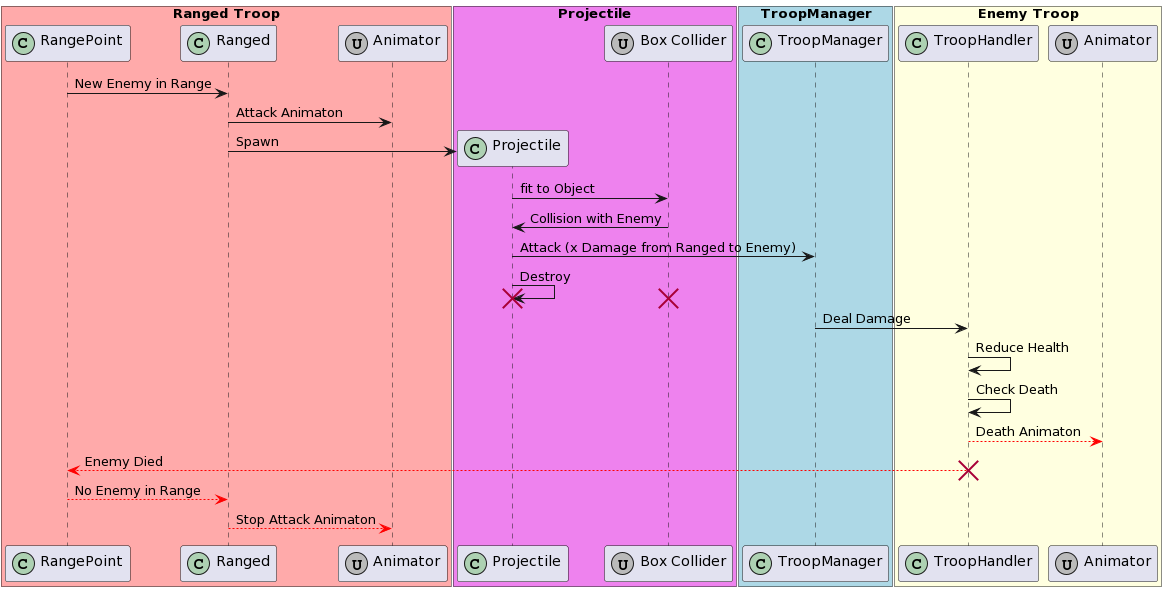 Ranged Troop
Projectile
TroopManager
Enemy Troop
C RangePoint
C Ranged
U Animator
U Box Collider
C TroopManager
C TroopHandler
U Animator
New Enemy in Range
Attack Animaton
Spawn
C Projectile
fit to Object
Collision with Enemy
Attack (x Damage from Ranged to Enemy)
Destroy
Deal Damage
Reduce Health
Check Death
Death Animaton
Enemy Died
No Enemy in Range
Stop Attack Animaton
C RangePoint
C Ranged
U Animator
C Projectile
U Box Collider
C TroopManager
C TroopHandler
U Animator